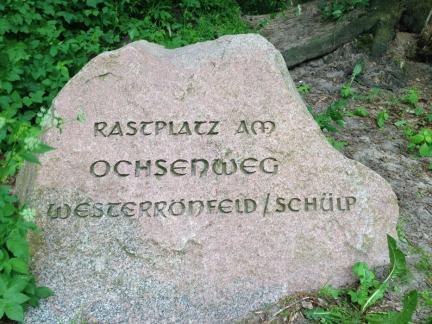 RASTPLATZ AM
OCHSENWEG
WESTERRÖNFELD/SCHÜLP